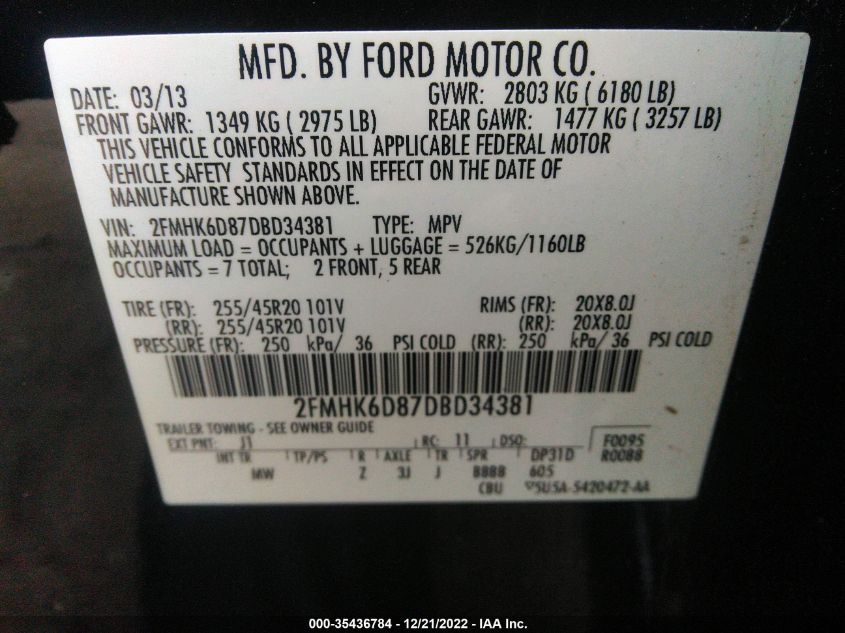 MFD. BY FORD MOTOR CO.
DATE: 03/13 GVWR: 2803 KG ( 6180 LB)
FRONT GAWR: 1349 KG ( 2975 LB) REAR GAWR: 1477 KG ( 3257 LB)
THIS VEHICLE CONFORMS TO ALL APPLICABLE FEDERAL MOTOR
VEHICLE SAFETY STANDARDS IN EFFECT ON THE DATE OF
MANUFACTURE SHOWN ABOVE.
VIN: 2FMHK6D87DBD34381 TYPE: MPV
MAXIMUM LOAD = OCCUPANTS + LUGGAGE = 526KG/1160LB
OCCUPANTS = 7 TOTAL; 2 FRONT, 5 REAR
TIRE (FR): 255/45R20 101V RIMS (FR): 20X8.0J
(RR): 255/45R20 101V (RR): 20X8.0J
PRESSURE (FR): 250 kPa/ 36 PSI COLD (RR): 250 kPa/ 36 PSI COLD
2FMHK6D87DBD34381
TRAILER TOWING - SEE OWNER GUIDE
EXT PNT: J1 RC: 11 DSO: F0095
INT TR TP/PS R AXLE TR SPR DP31D R0088
MW Z 3J J 8888 605
CBU 5U5A-5420472-AA
000-35436784 - 12/21/2022 - IAA Inc.